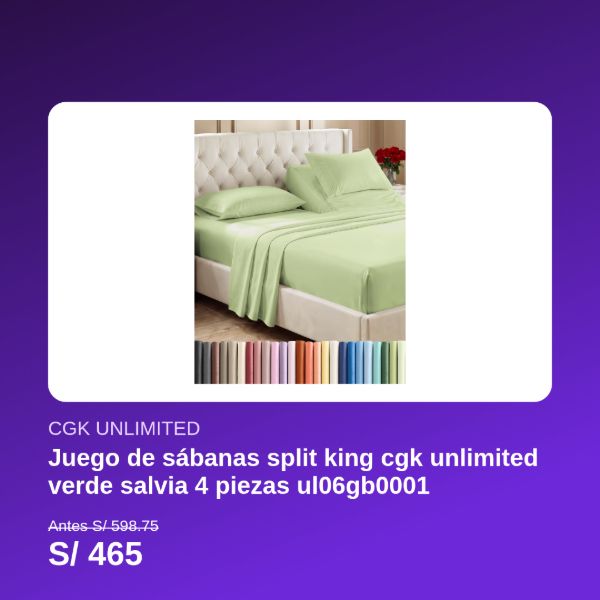 CGK UNLIMITED
Juego de sábanas split king cgk unlimited
verde salvia 4 piezas ul06gb0001
Antes S/ 598.75
S/ 465